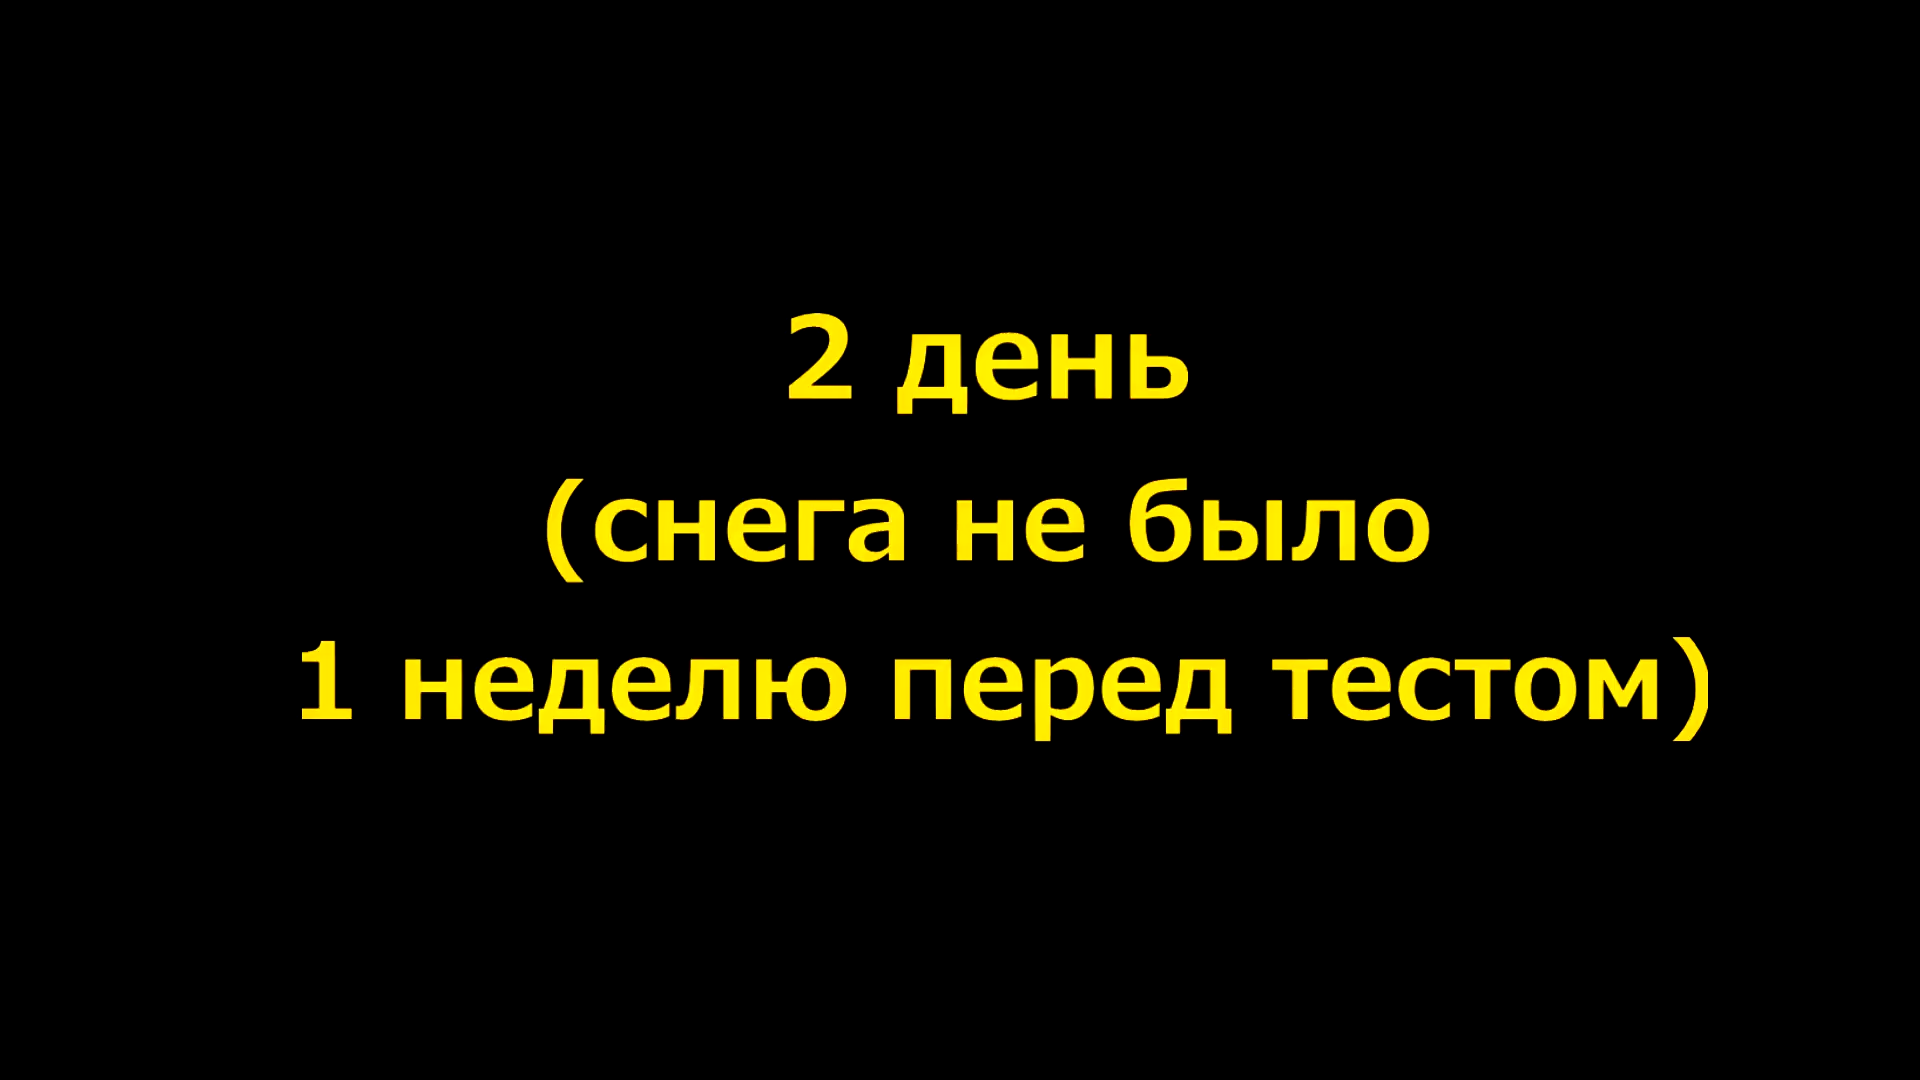 2 день
(снега не было
1 неделю перед тестом)